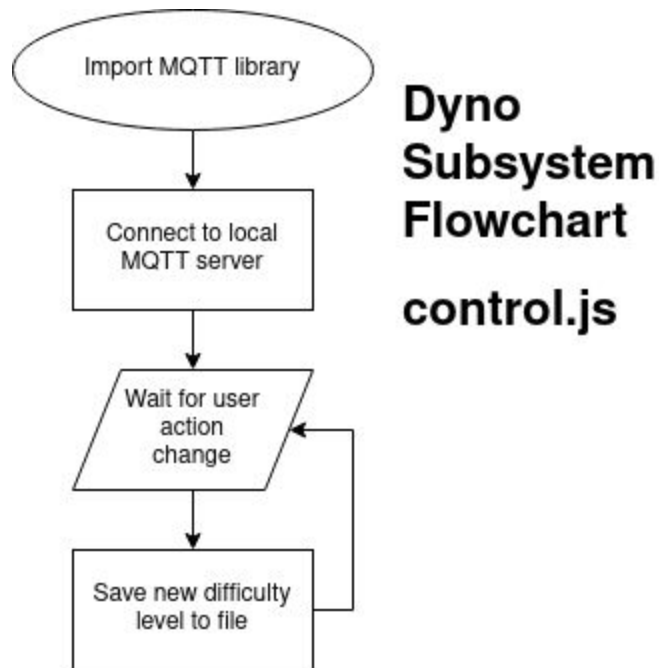 Import MQTT library
Dyno
Subsystem
Flowchart
control.js
Connect to local
MQTT server
Wait for user
action
change
Save new difficulty
level to file